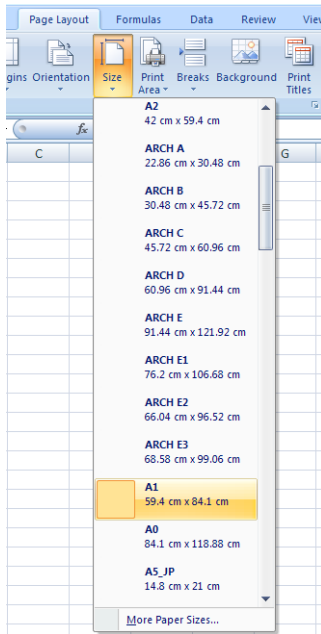 Page Layout Formulas Data Review View
gins Orientation Size Print Area Breaks Background Print Titles
fx
C G
A2
42 cm x 59.4 cm
ARCH A
22.86 cm x 30.48 cm
ARCH B
30.48 cm x 45.72 cm
ARCH C
45.72 cm x 60.96 cm
ARCH D
60.96 cm x 91.44 cm
ARCH E
91.44 cm x 121.92 cm
ARCH E1
76.2 cm x 106.68 cm
ARCH E2
66.04 cm x 96.52 cm
ARCH E3
68.58 cm x 99.06 cm
A1
59.4 cm x 84.1 cm
A0
84.1 cm x 118.88 cm
A5_JP
14.8 cm x 21 cm
More Paper Sizes...